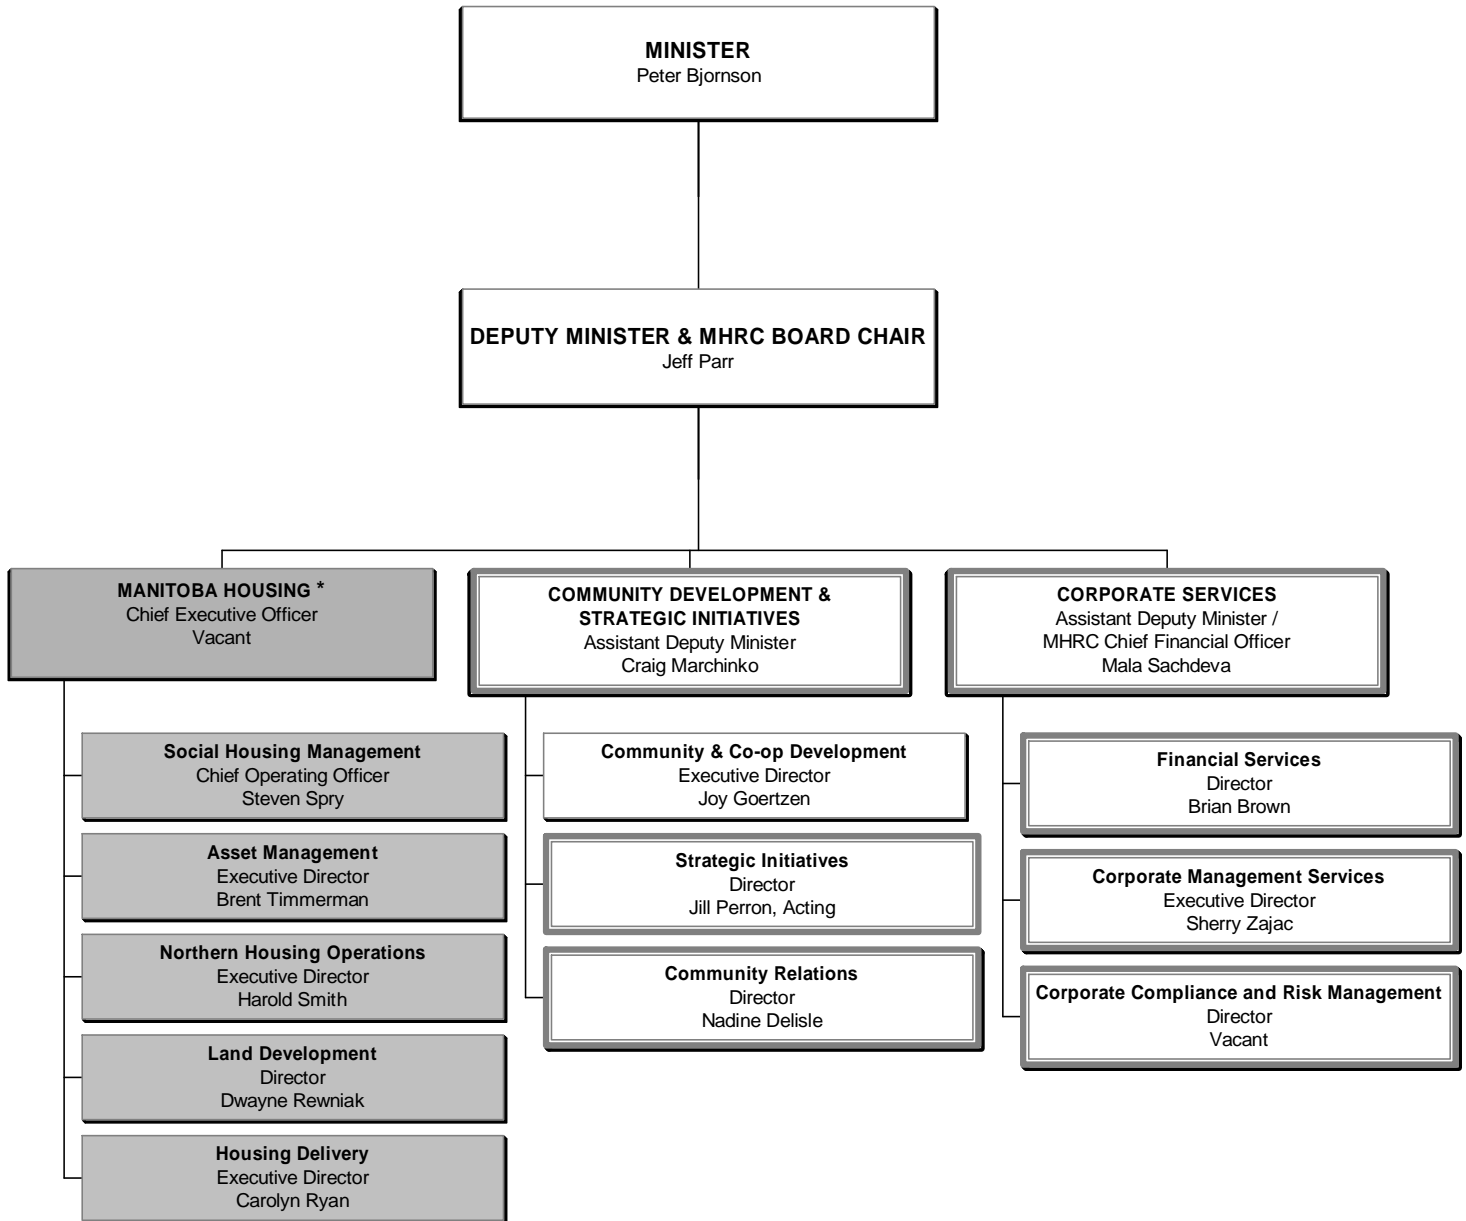 MINISTER
Peter Bjornson
DEPUTY MINISTER & MHRC BOARD CHAIR
Jeff Parr
MANITOBA HOUSING *
Chief Executive Officer
Vacant
Social Housing Management
Chief Operating Officer
Steven Spry
Asset Management
Executive Director
Brent Timmerman
Northern Housing Operations
Executive Director
Harold Smith
Land Development
Director
Dwayne Rewniak
Housing Delivery
Executive Director
Carolyn Ryan
COMMUNITY DEVELOPMENT &
STRATEGIC INITIATIVES
Assistant Deputy Minister
Craig Marchinko
Community & Co-op Development
Executive Director
Joy Goertzen
Strategic Initiatives
Director
Jill Perron, Acting
Community Relations
Director
Nadine Delisle
CORPORATE SERVICES
Assistant Deputy Minister /
MHRC Chief Financial Officer
Mala Sachdeva
Financial Services
Director
Brian Brown
Corporate Management Services
Executive Director
Sherry Zajac
Corporate Compliance and Risk Management
Director
Vacant